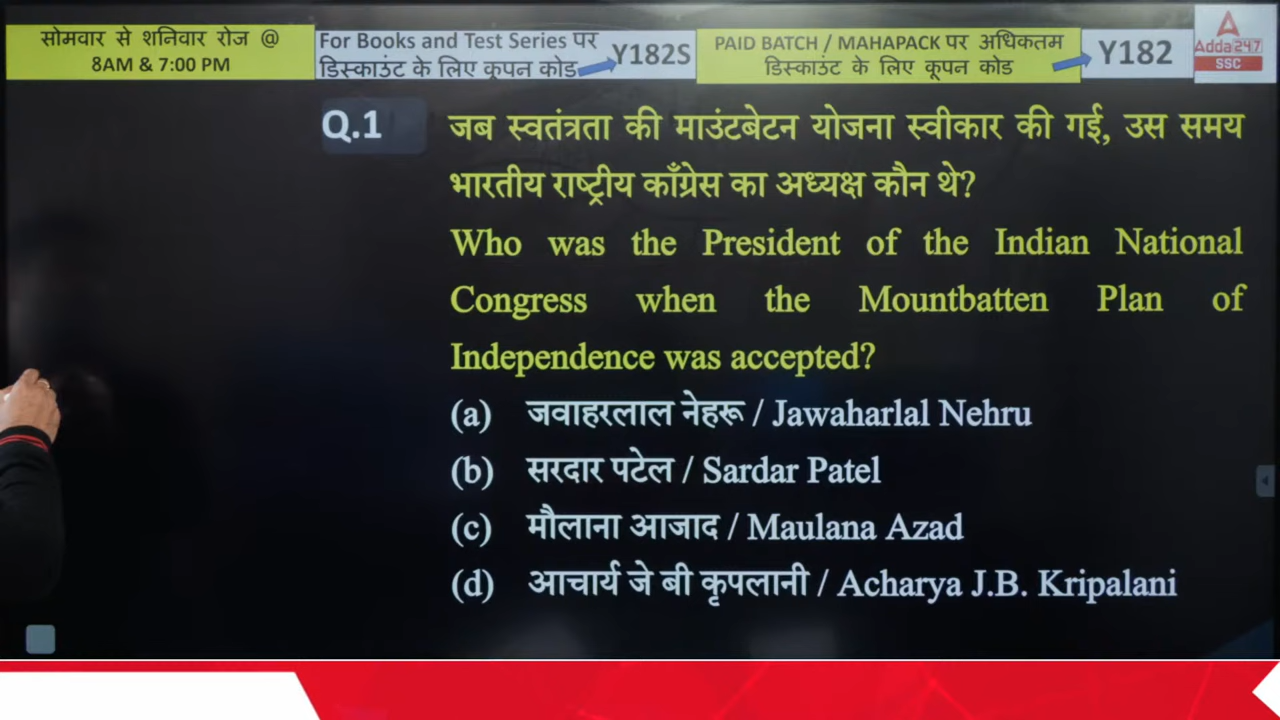 सोमवार से शनिवार रोज @
8AM & 7:00 PM
For Books and Test Series पर
डिस्काउंट के लिए कूपन कोड
Y182S
PAID BATCH / MAHAPACK पर अधिकतम
डिस्काउंट के लिए कूपन कोड
Y182
Adda247
SSC
Q.1
जब स्वतंत्रता की माउंटबेटन योजना स्वीकार की गई, उस समय
भारतीय राष्ट्रीय काँग्रेस का अध्यक्ष कौन थे?
Who was the President of the Indian National
Congress when the Mountbatten Plan of
Independence was accepted?
(a) जवाहरलाल नेहरू / Jawaharlal Nehru
(b) सरदार पटेल / Sardar Patel
(c) मौलाना आजाद / Maulana Azad
(d) आचार्य जे बी कृपलानी / Acharya J.B. Kripalani